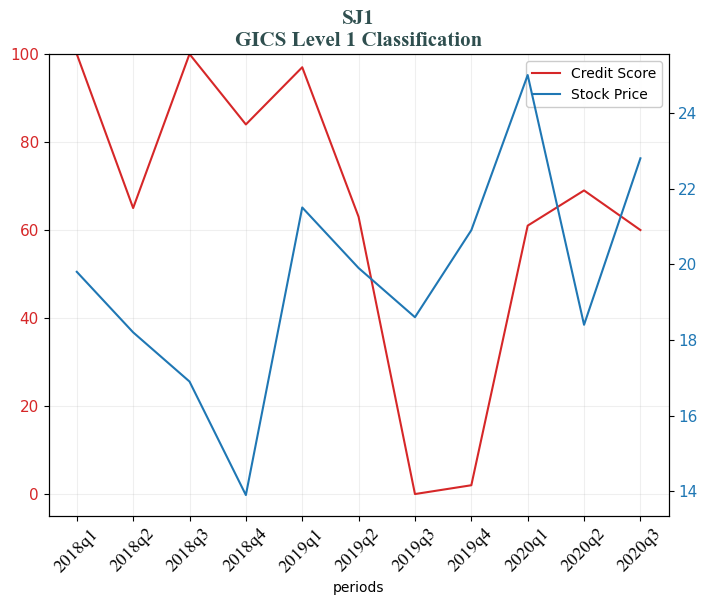 SJ1
GICS Level 1 Classification
Credit Score
Stock Price
100
80
60
40
20
0
24
22
20
18
16
14
2018q1
2018q2
2018q3
2018q4
2019q1
2019q2
2019q3
2019q4
2020q1
2020q2
2020q3
periods